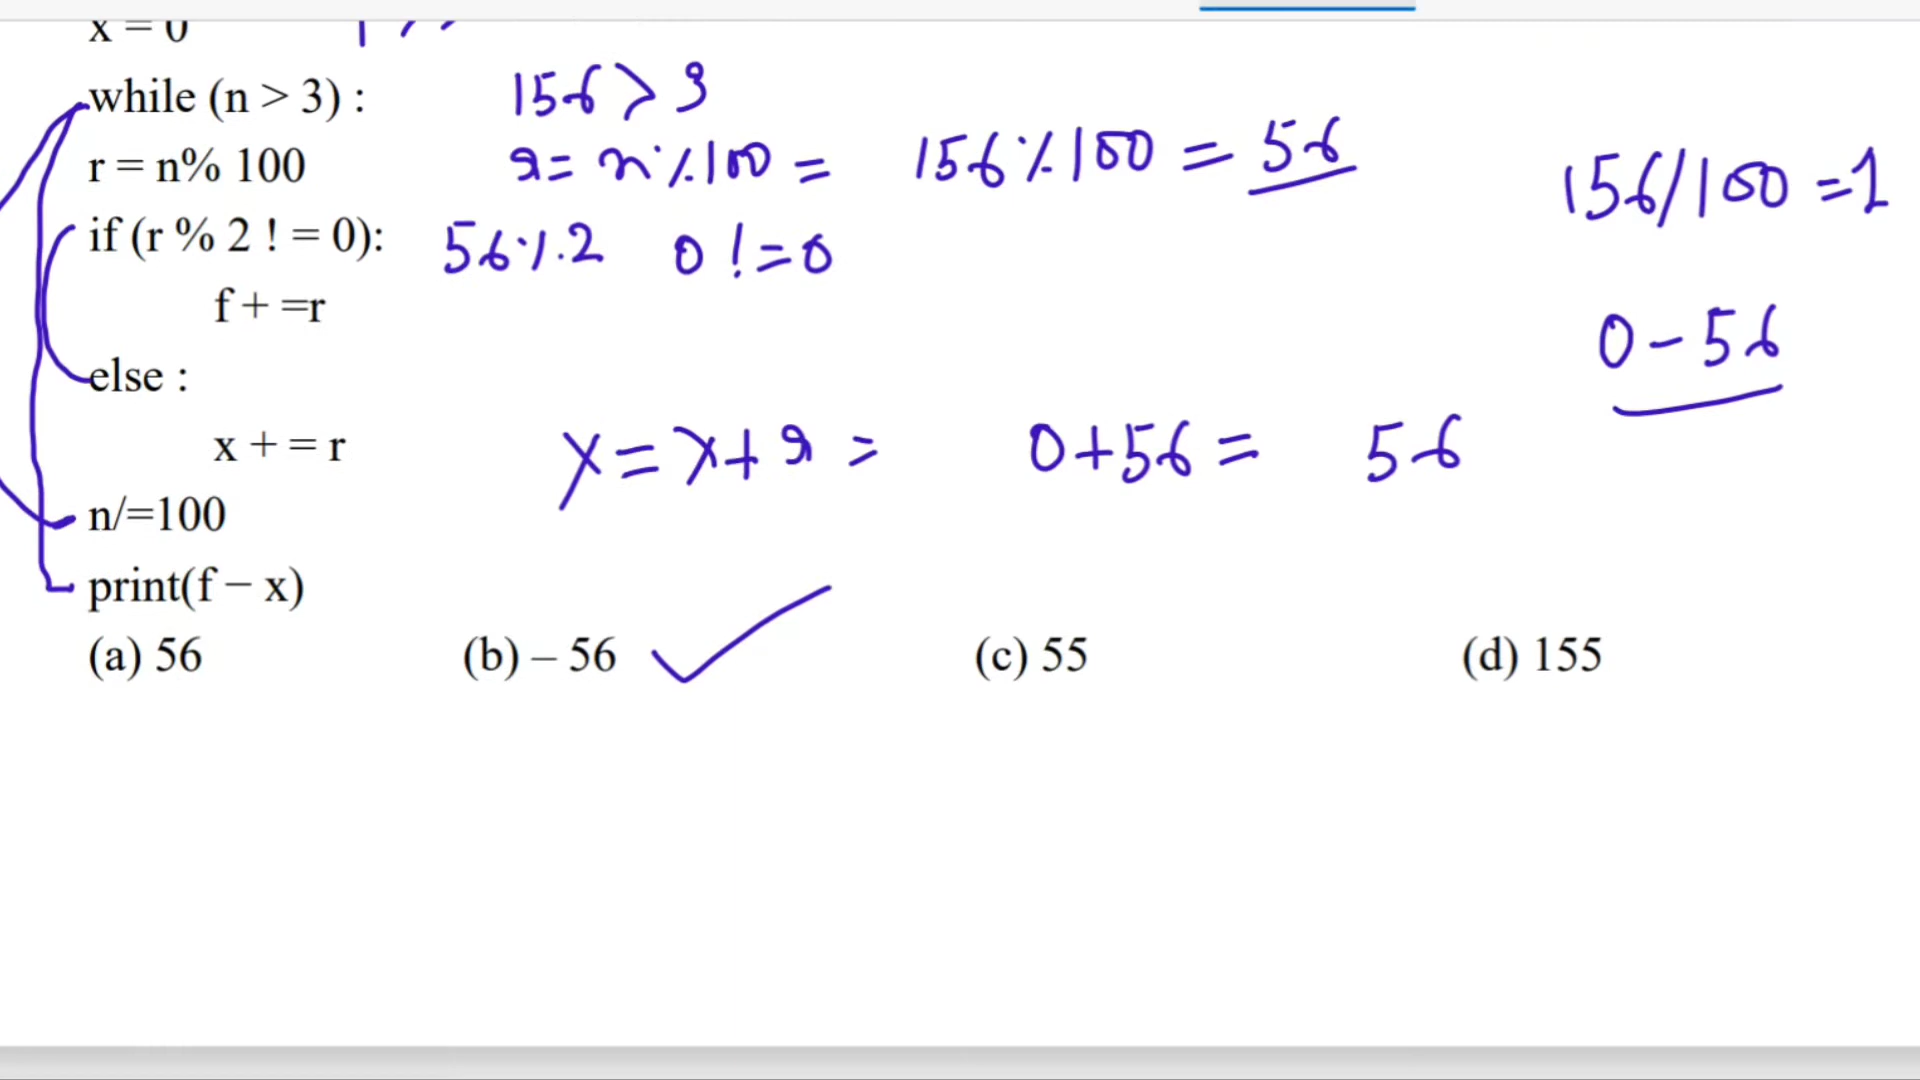 x = 0
while (n > 3) : 156 > 3
r = n% 100 r = n % 100 = 156 % 100 = 56 156/100 = 1
if (r % 2 ! = 0): 56 % 2 0 != 0
f + =r 0 - 56
else :
x + = r x = x + r = 0 + 56 = 56
n/=100
print(f – x)
(a) 56 (b) – 56 (c) 55 (d) 155